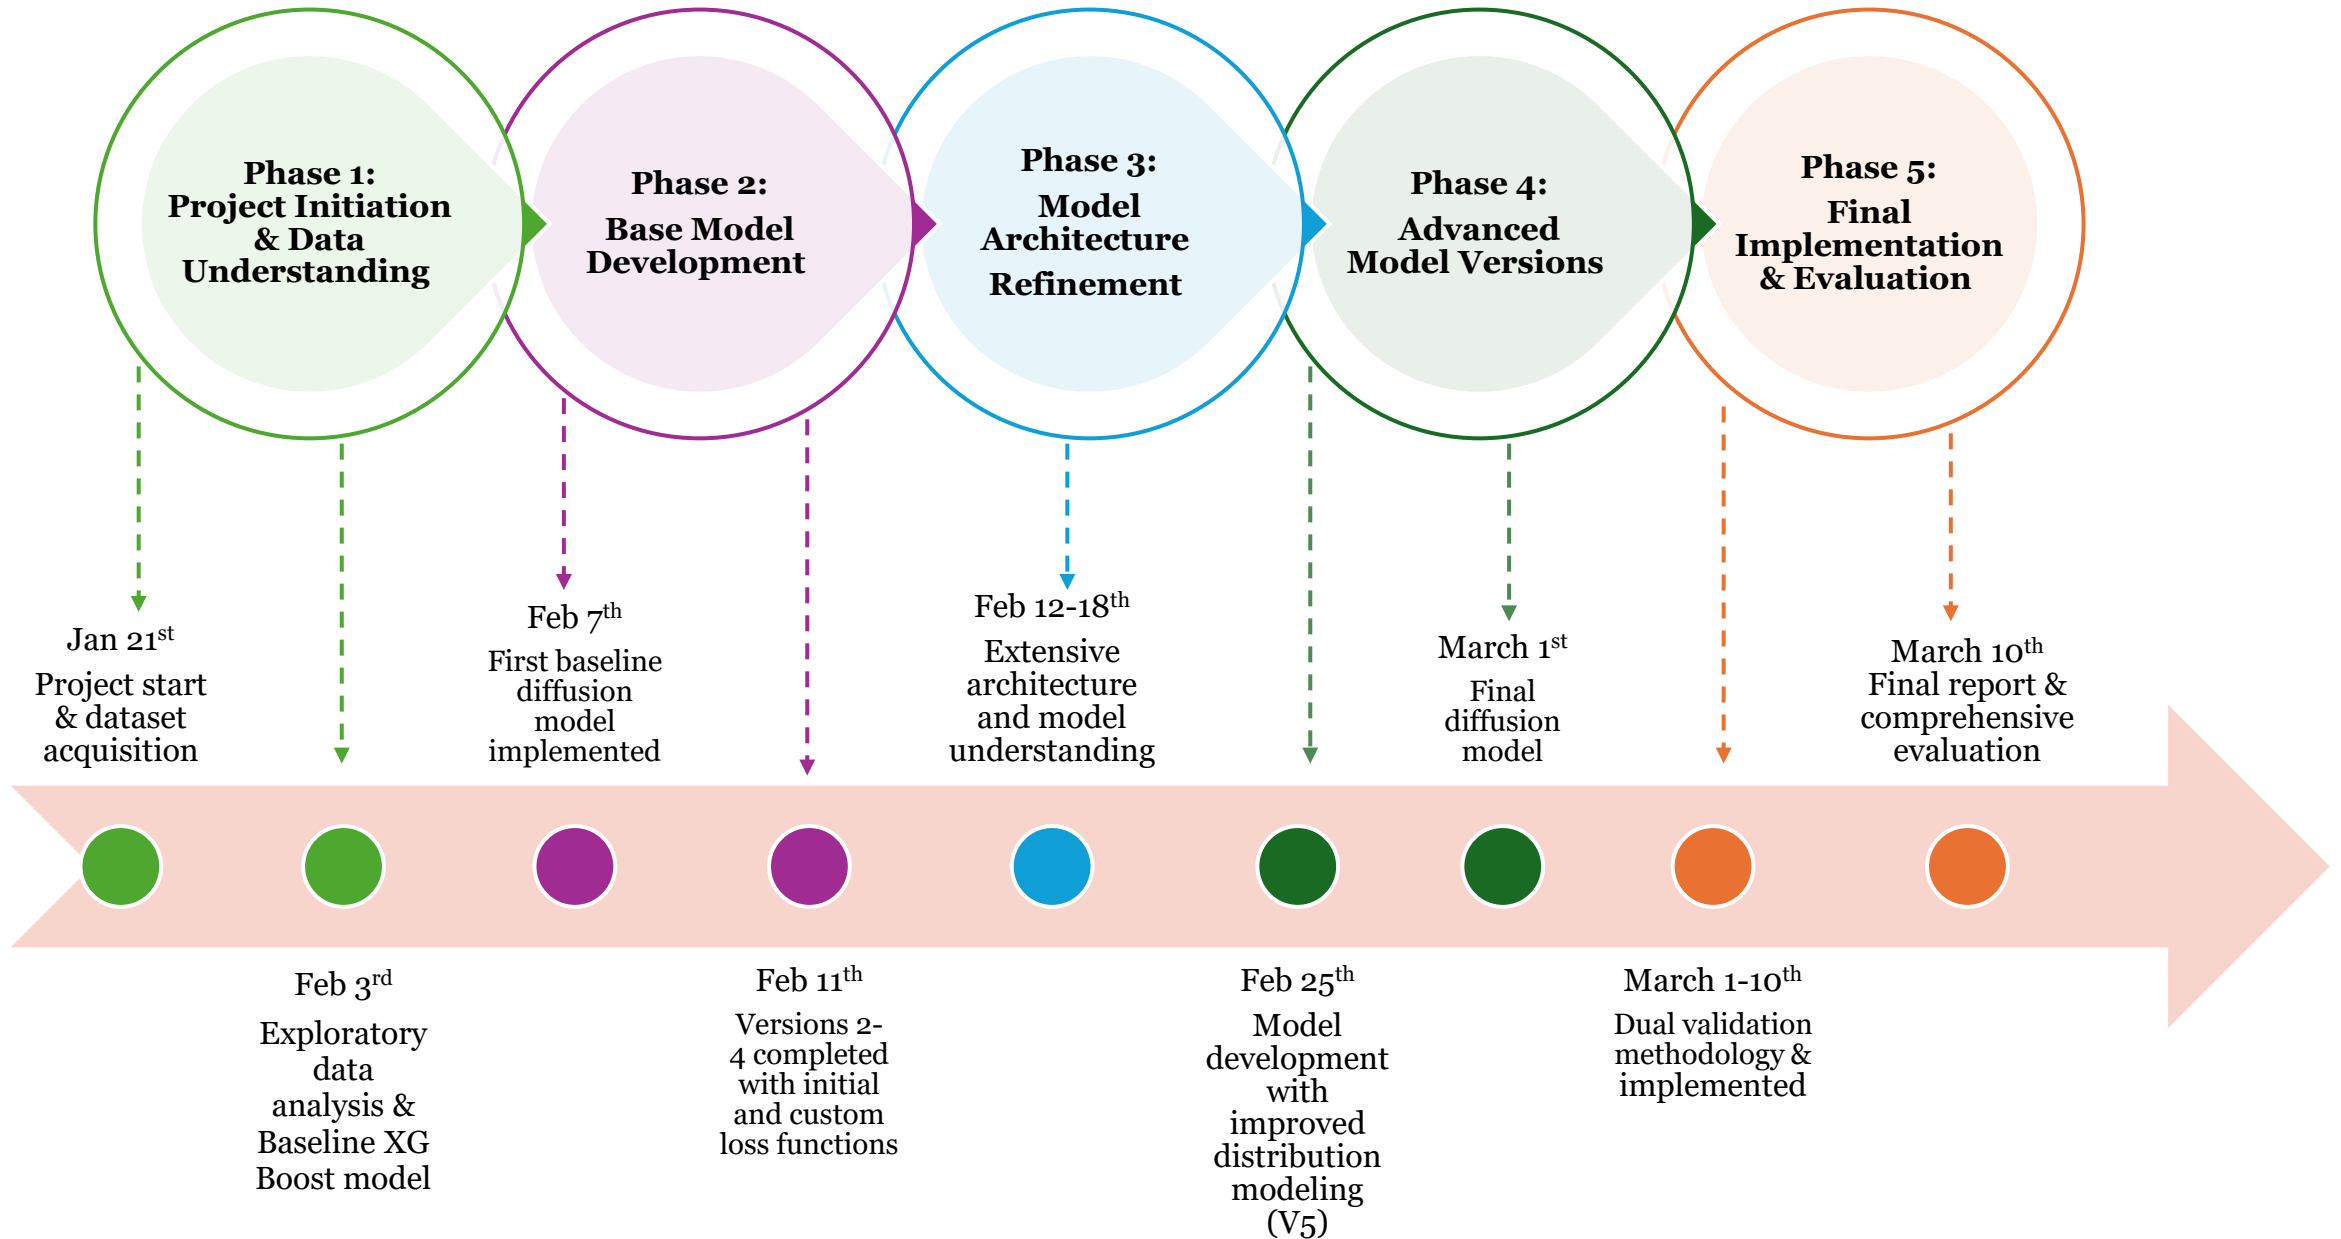 Phase 1:
Project Initiation
& Data
Understanding
Phase 2:
Base Model
Development
Phase 3:
Model
Architecture
Refinement
Phase 4:
Advanced
Model Versions
Phase 5:
Final
Implementation
& Evaluation
Jan 21st
Project start
& dataset
acquisition
Feb 7th
First baseline
diffusion
model
implemented
Feb 12-18th
Extensive
architecture
and model
understanding
March 1st
Final
diffusion
model
March 10th
Final report &
comprehensive
evaluation
Feb 3rd
Exploratory
data
analysis &
Baseline XG
Boost model
Feb 11th
Versions 2-
4 completed
with initial
and custom
loss functions
Feb 25th
Model
development
with
improved
distribution
modeling
(V5)
March 1-10th
Dual validation
methodology &
implemented